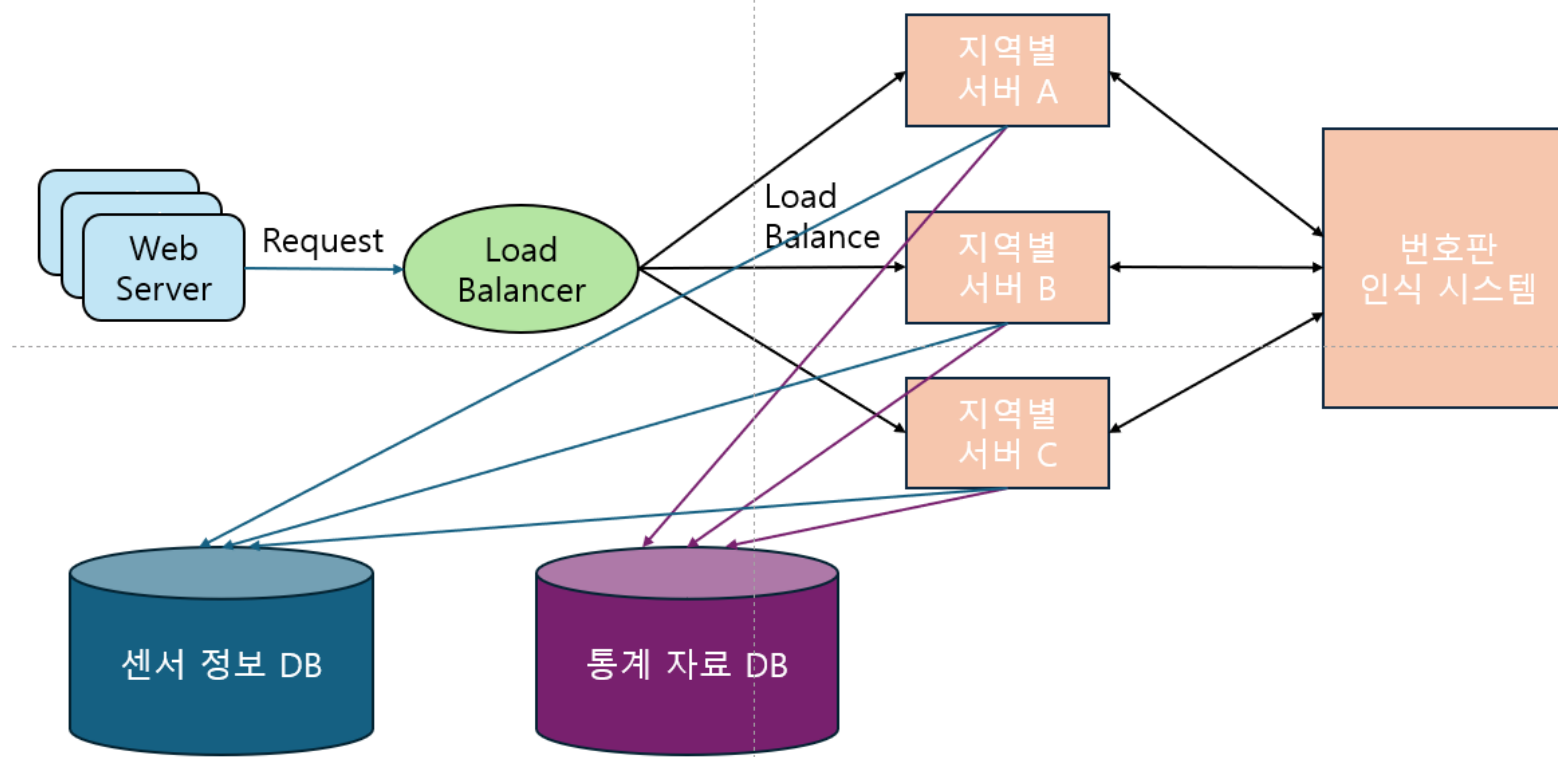 지역별
서버 A
Load
Balance
Web
Server
Request
Load
Balancer
지역별
서버 B
번호판
인식 시스템
지역별
서버 C
센서 정보 DB
통계 자료 DB